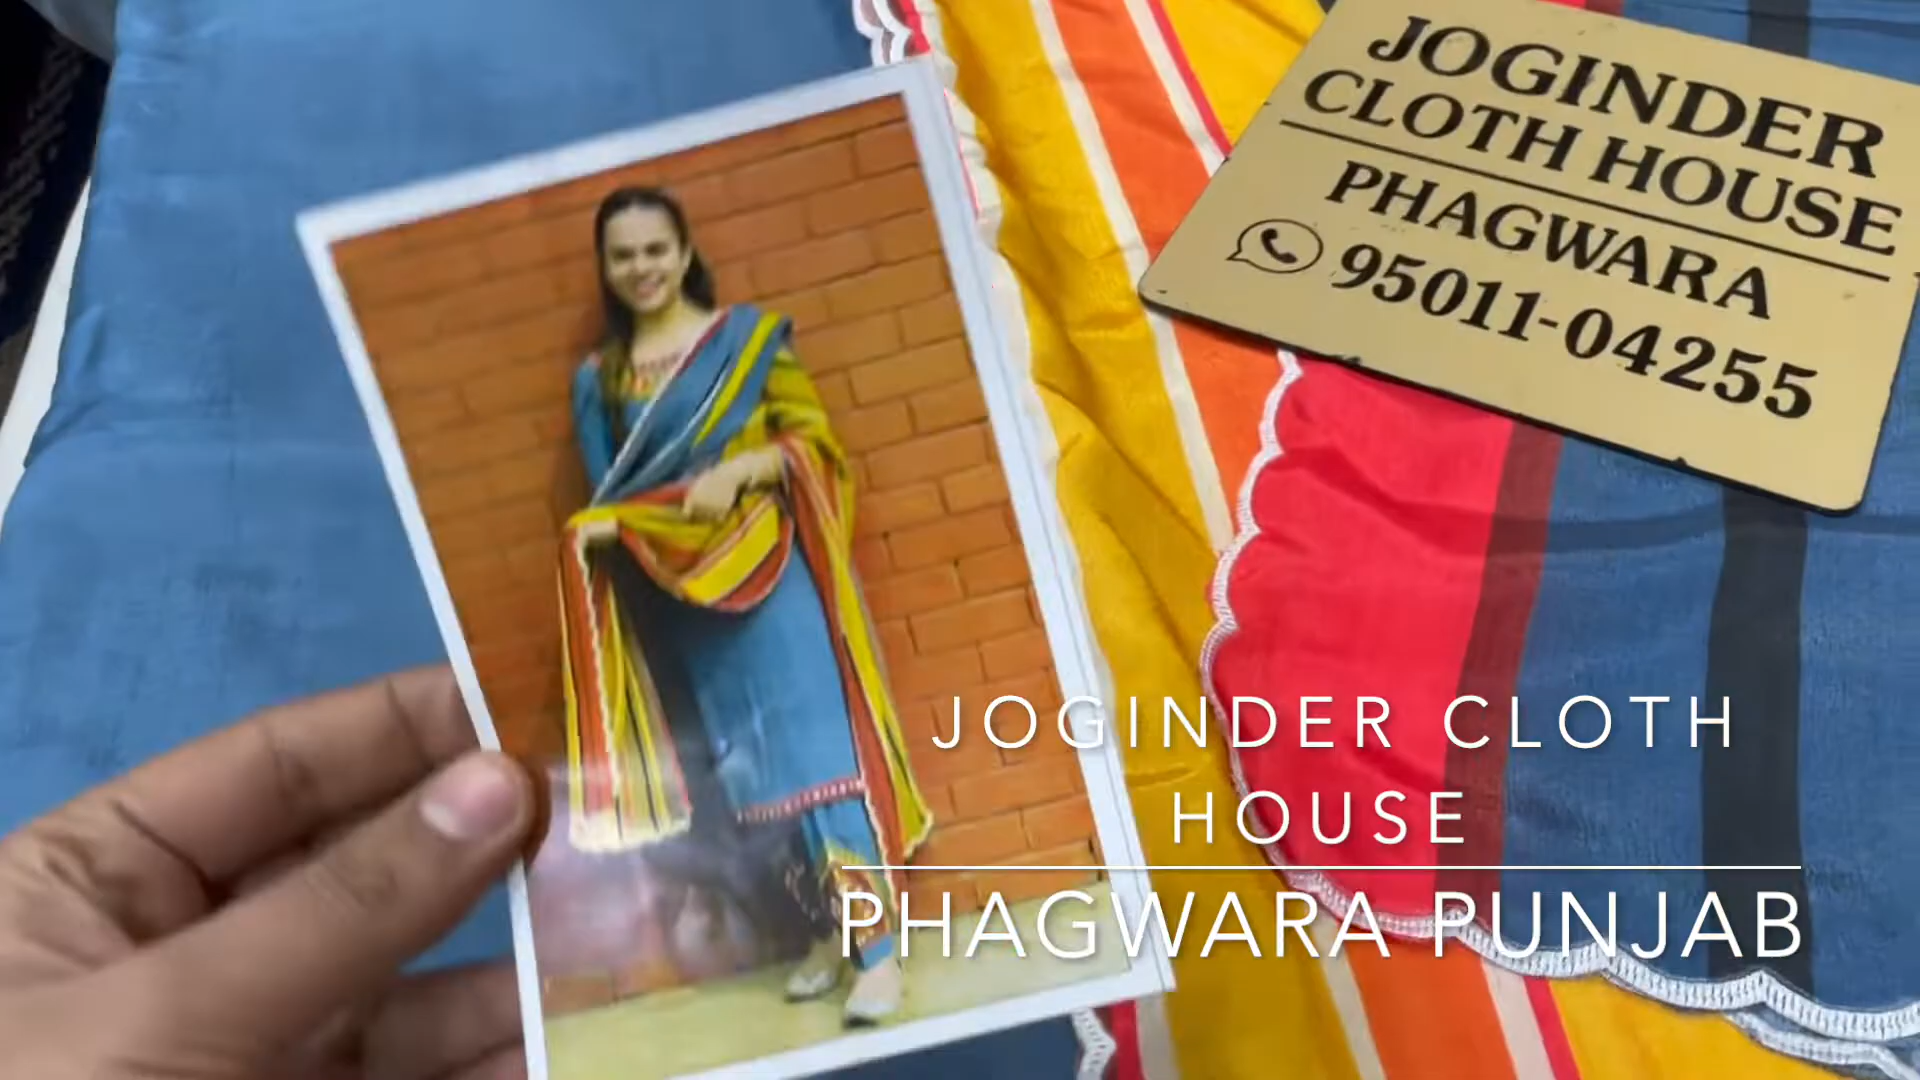 JOGINDER
CLOTH HOUSE
PHAGWARA
95011-04255
JOGINDER CLOTH
HOUSE
PHAGWARA PUNJAB